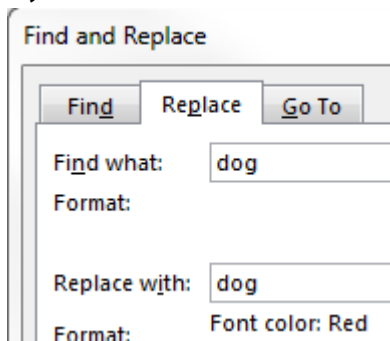 Find and Replace
Find Replace Go To
Find what: dog
Format:
Replace with: dog
Format: Font color: Red